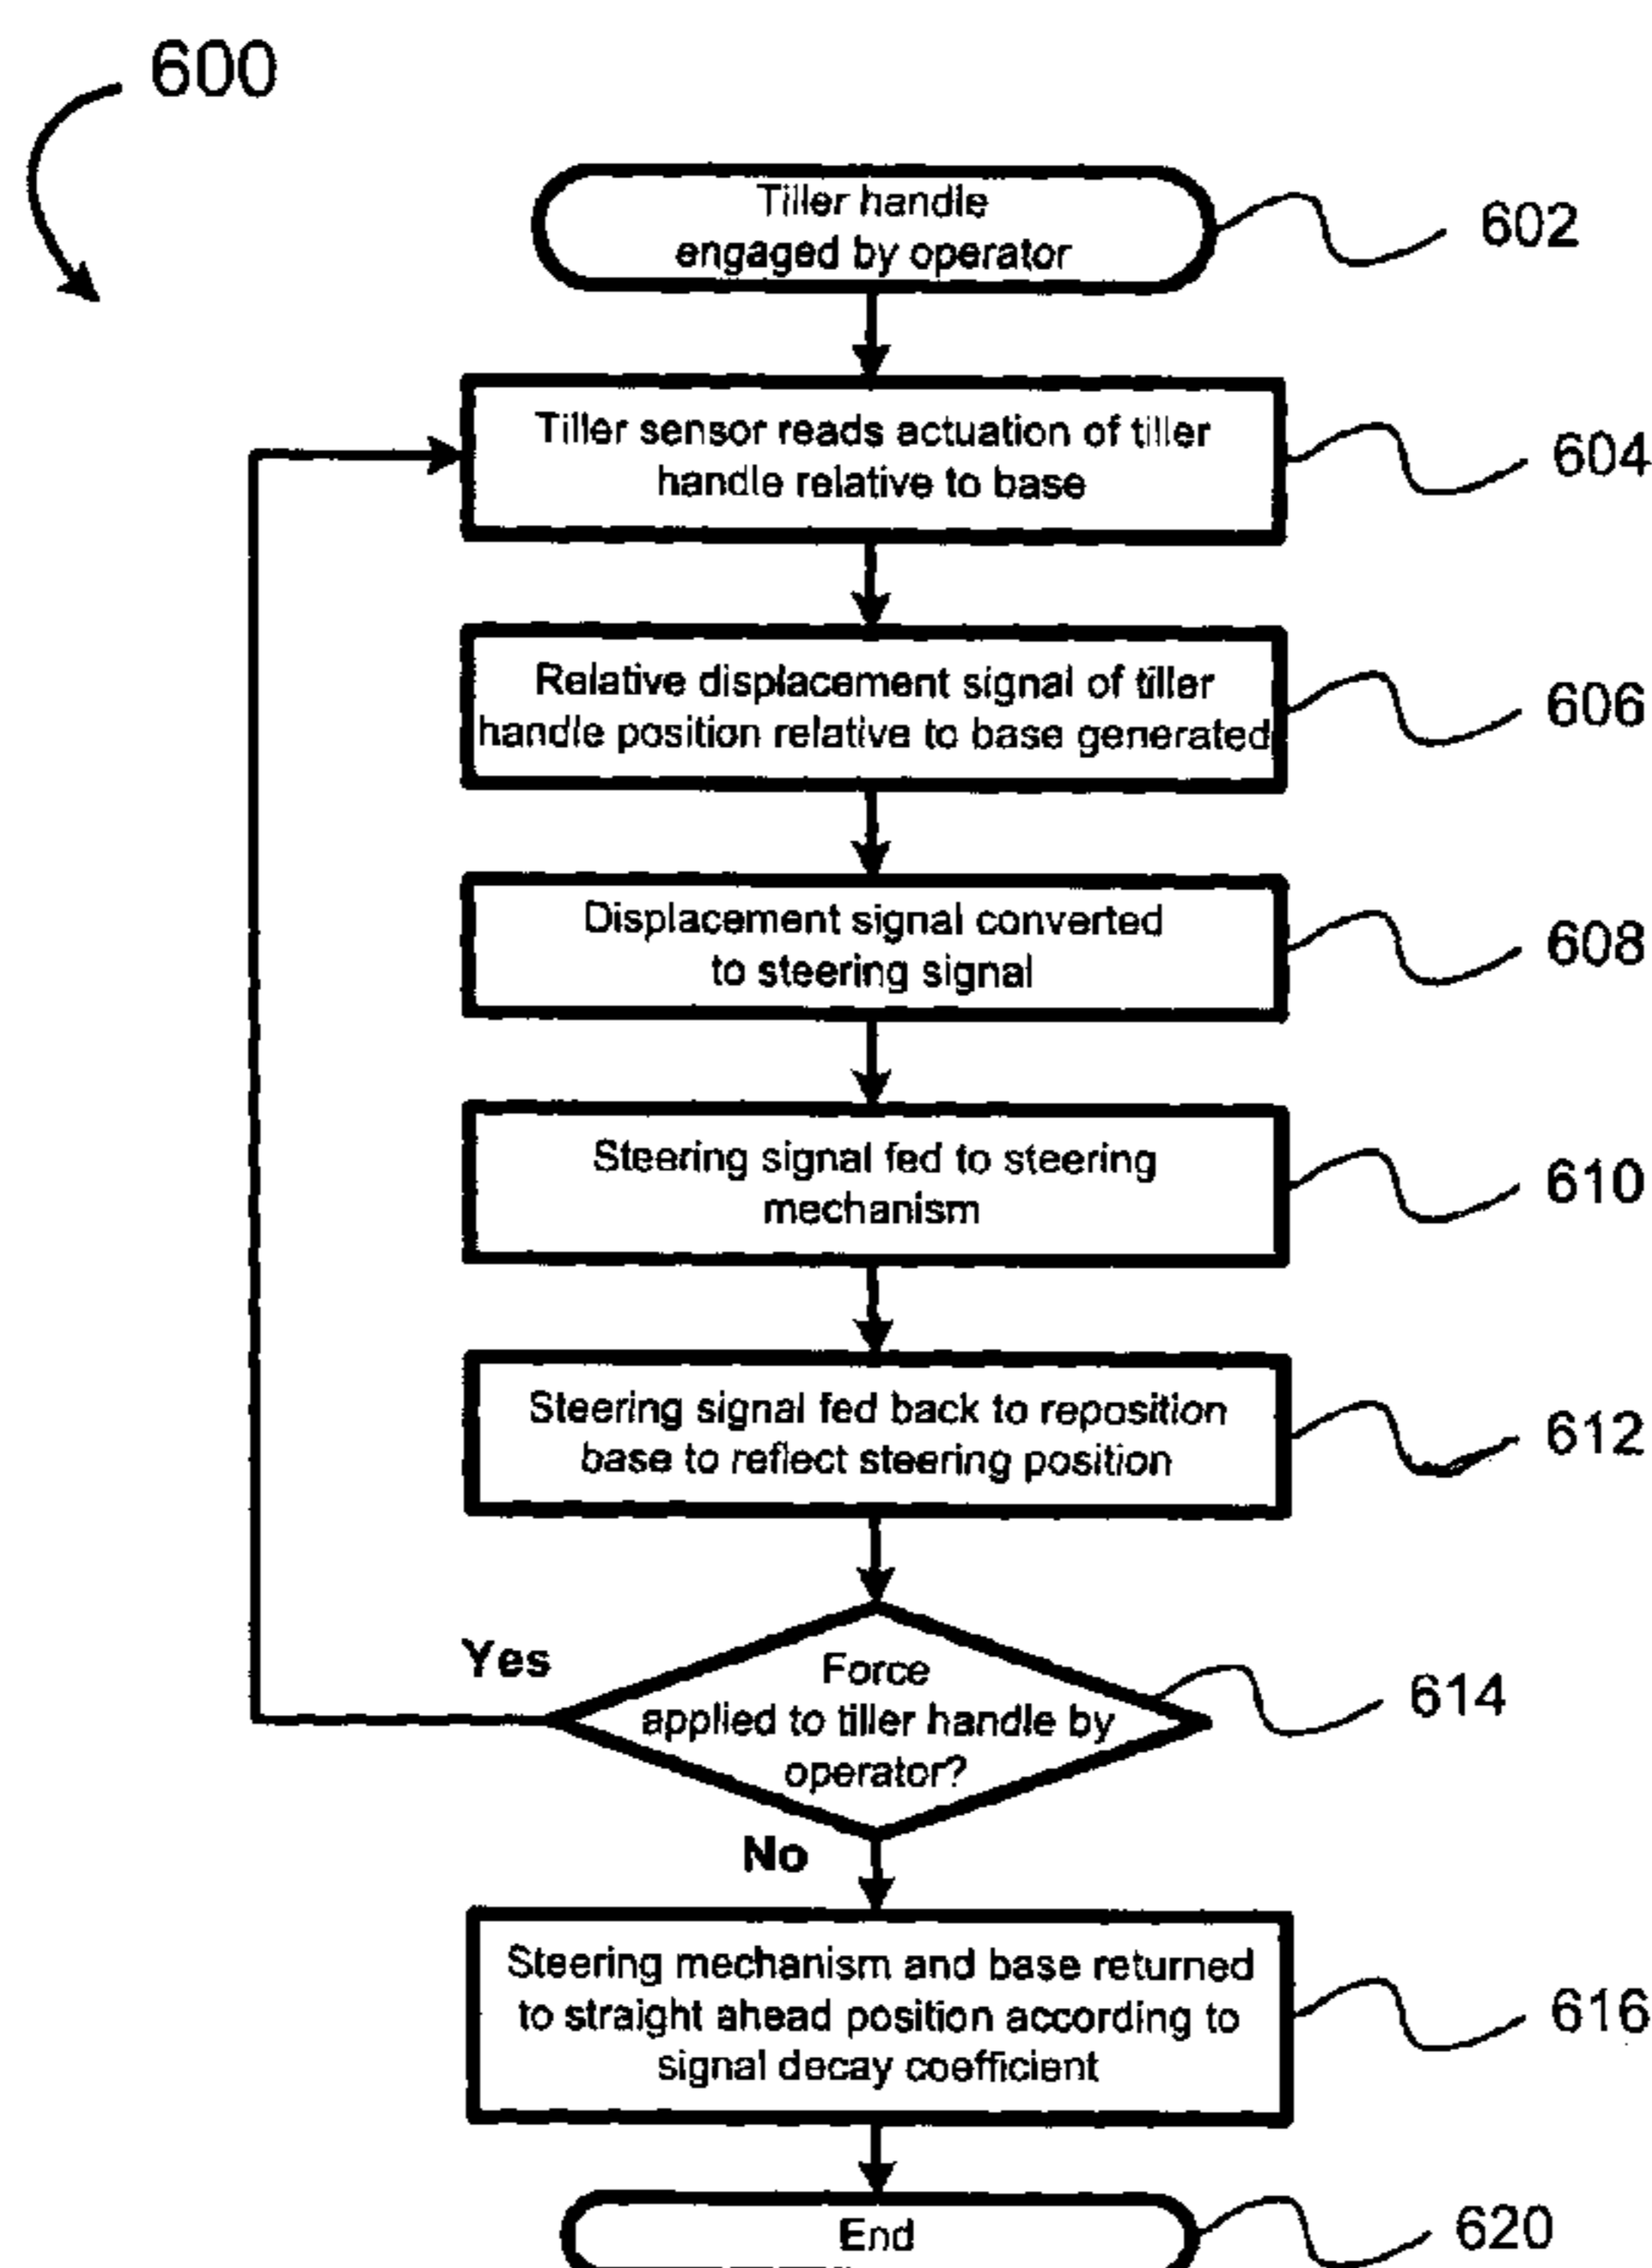 600
Tiller handle
engaged by operator
602
Tiller sensor reads actuation of tiller
handle relative to base
604
Relative displacement signal of tiller
handle position relative to base generated
606
Displacement signal converted
to steering signal
608
Steering signal fed to steering
mechanism
610
Steering signal fed back to reposition
base to reflect steering position
612
Yes
Force
applied to tiller handle by
operator?
614
No
Steering mechanism and base returned
to straight ahead position according to
signal decay coefficient
616
End
620